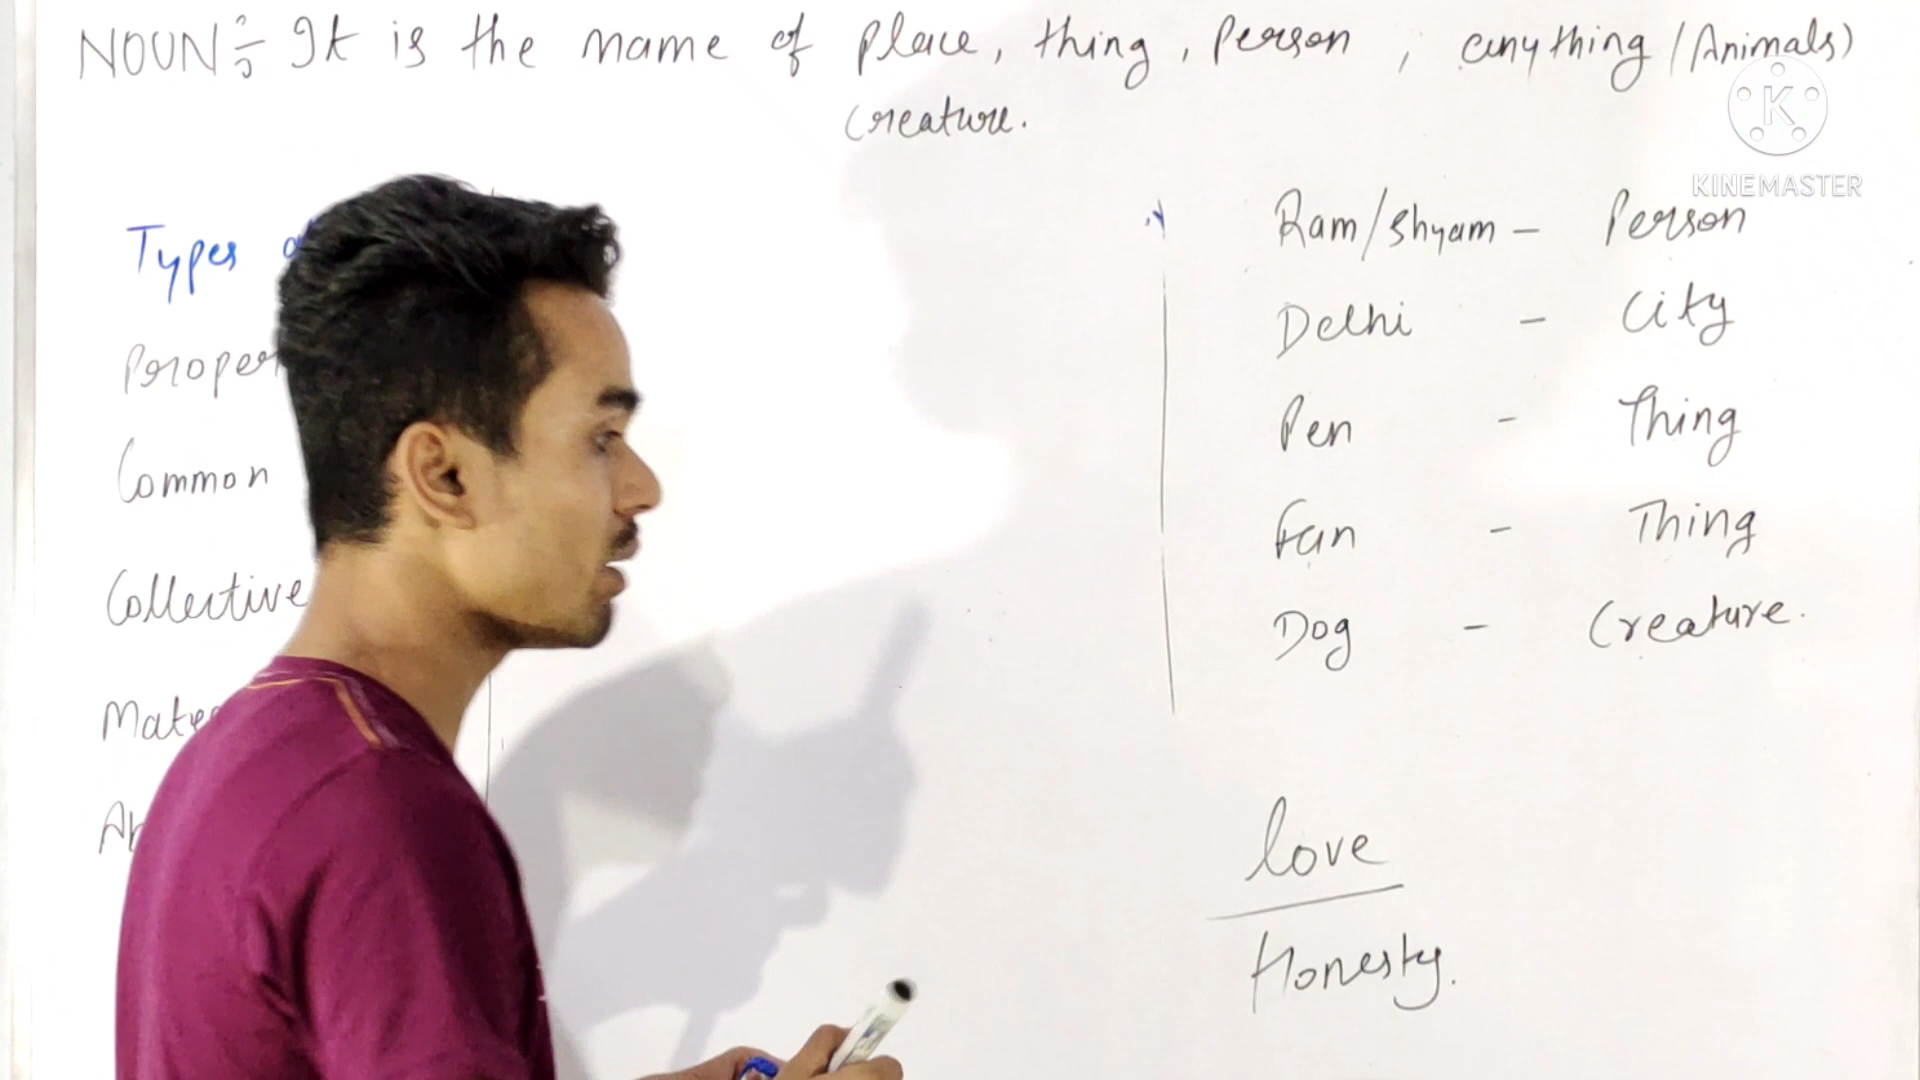 NOUN:- It is the name of place, thing, person, anything/Animals)
Creature.
KINEMASTER
Types
Proper
Common
Collective
Ram/Shyam - Person
Delhi - City
Pen - Thing
Fan - Thing
Dog - Creature.
love
Honesty.